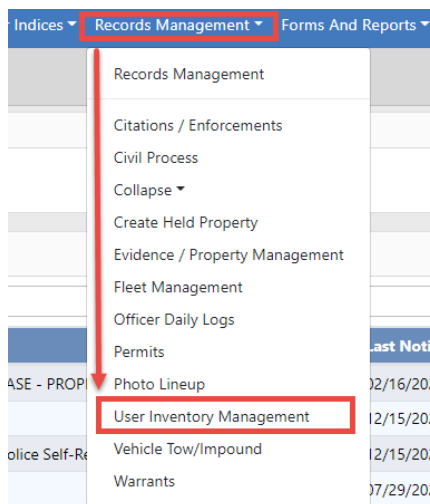 Indices Records Management Forms And Reports
Records Management
Citations / Enforcements
Civil Process
Collapse
Create Held Property
Evidence / Property Management
Fleet Management
Officer Daily Logs
Permits
Last Noti
ASE - PROP
Photo Lineup
02/16/20
User Inventory Management
12/15/20
olice Self-Re
Vehicle Tow/Impound
12/15/20
Warrants
07/29/20